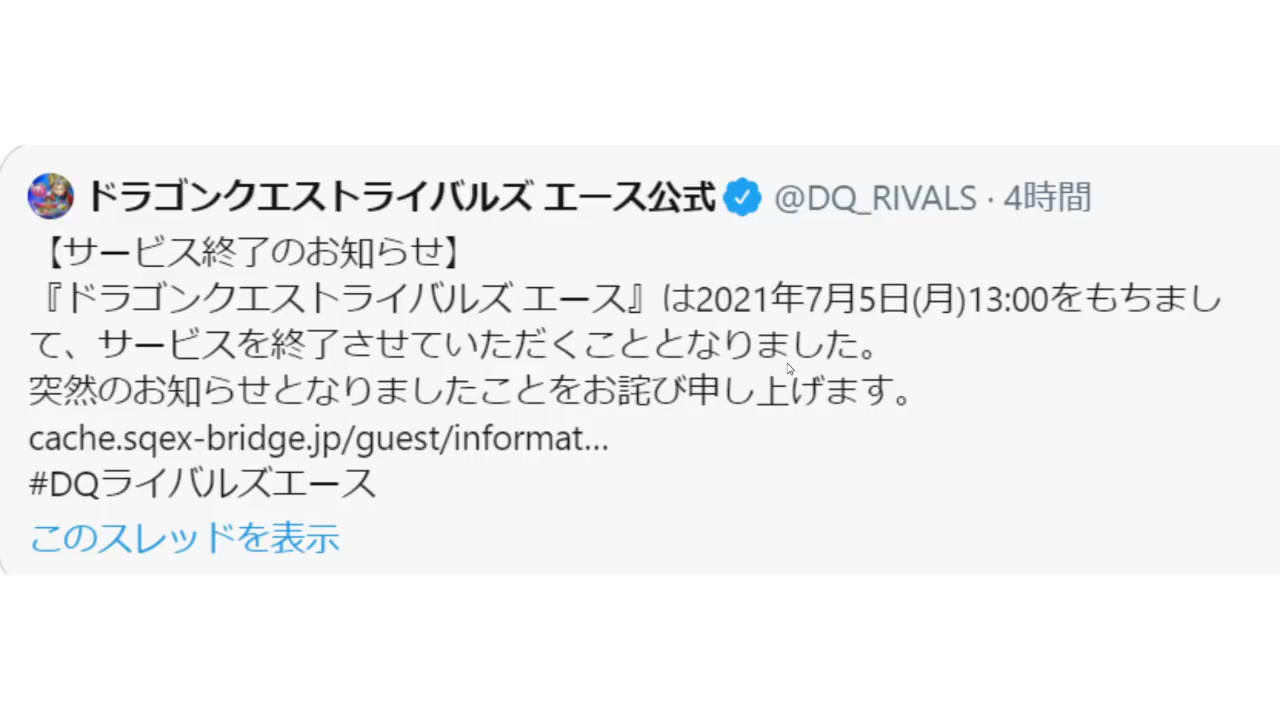 ドラゴンクエストライバルズ エース公式 @DQ_RIVALS · 4時間
【サービス終了のお知らせ】
『ドラゴンクエストライバルズ エース』は2021年7月5日(月)13:00をもちまし
て、サービスを終了させていただくこととなりました。
突然のお知らせとなりましたことをお詫び申し上げます。
cache.sqex-bridge.jp/guest/informat...
#DQライバルズエース
このスレッドを表示